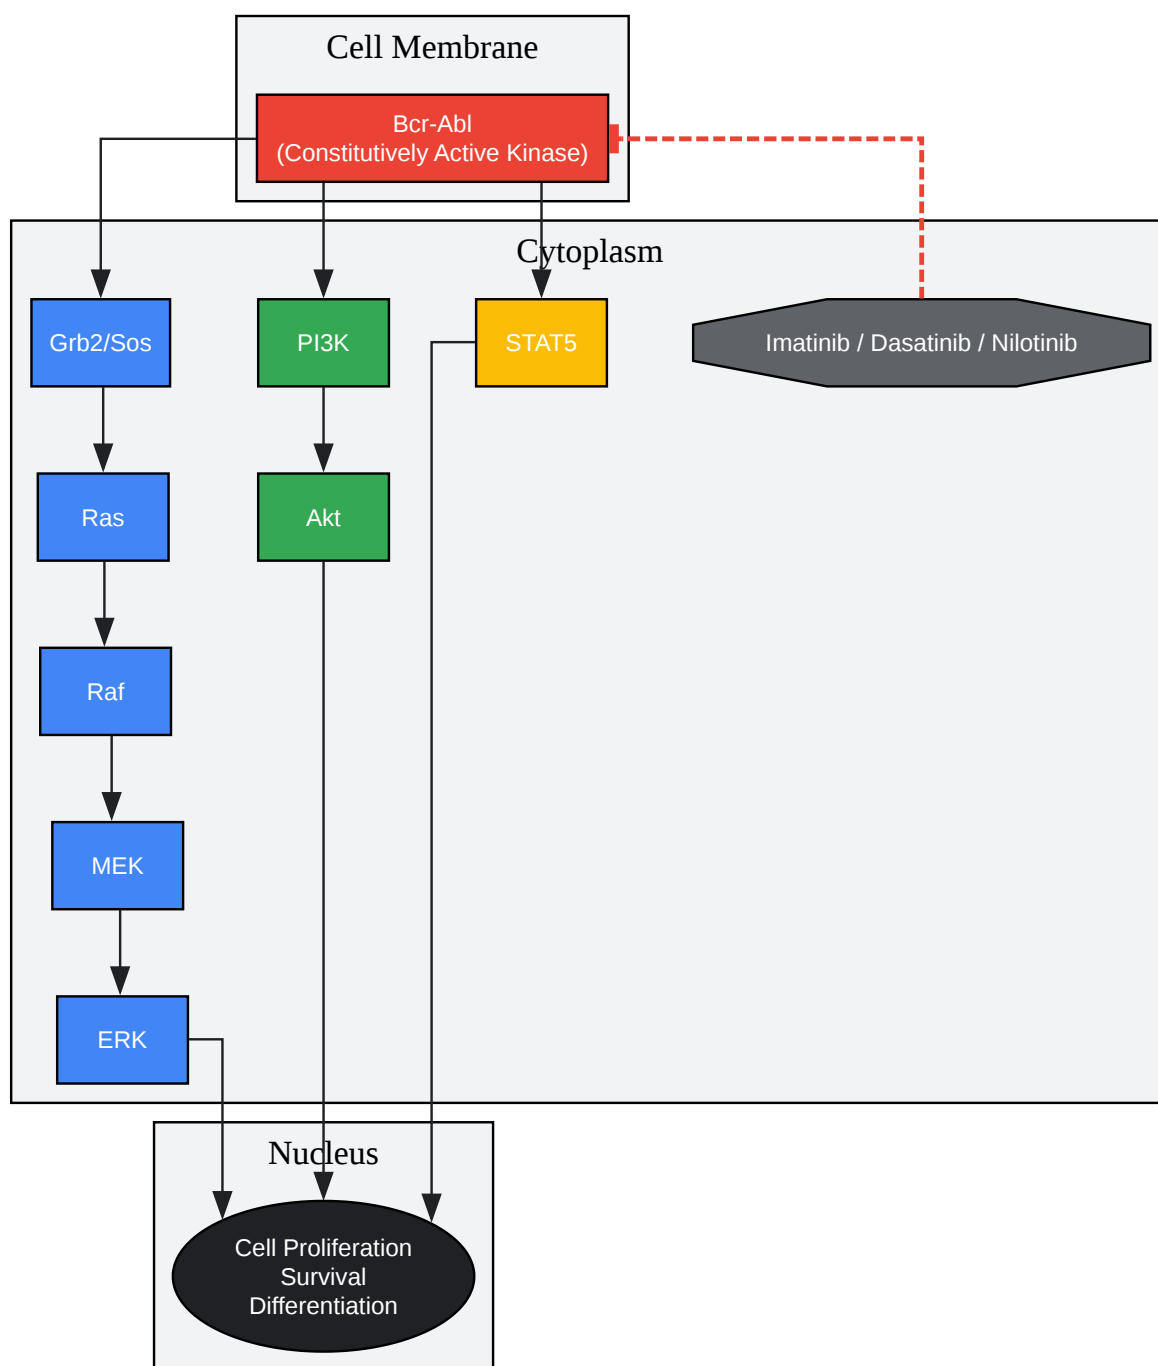 Cell Membrane
Bcr-Abl
(Constitutively Active Kinase)
Cytoplasm
Grb2/Sos
PI3K
STAT5
Imatinib / Dasatinib / Nilotinib
Ras
Akt
Raf
MEK
ERK
Nucleus
Cell Proliferation
Survival
Differentiation